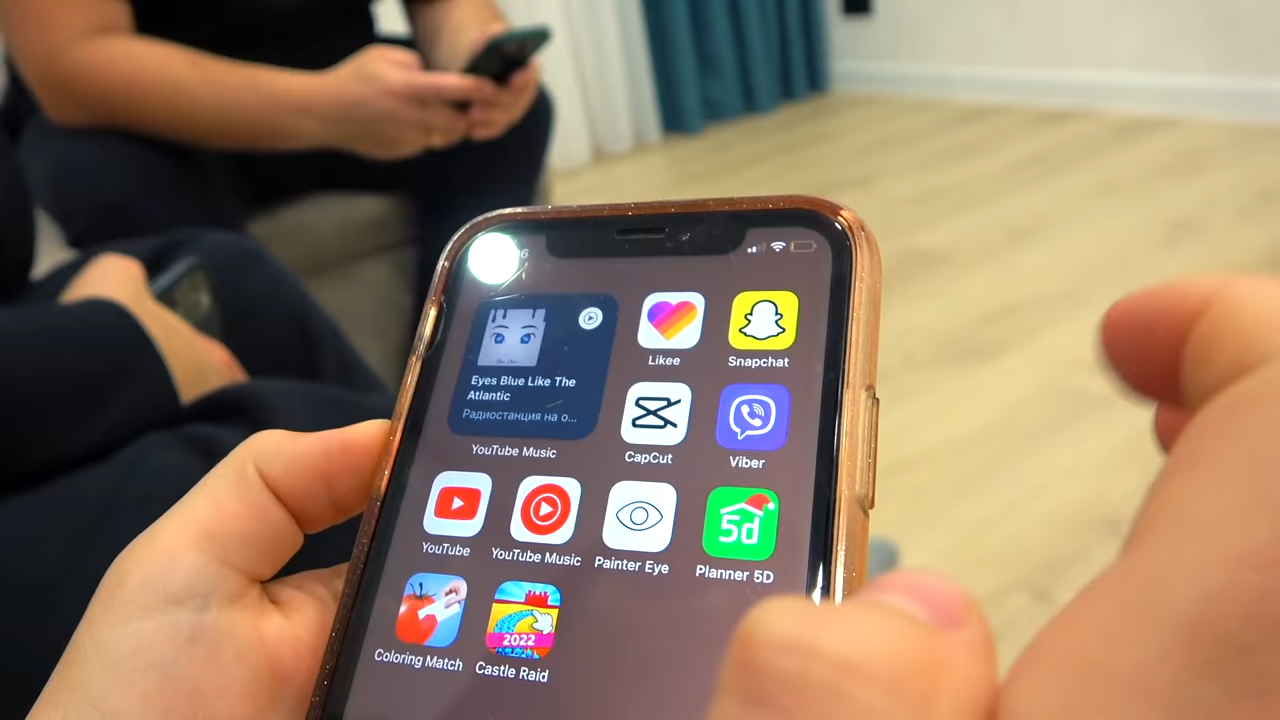 Eyes Blue Like The
Atlantic
Радиостанция на о...
YouTube Music
Likee
Snapchat
CapCut
Viber
YouTube
YouTube Music
Painter Eye
5d
Planner 5D
2022
Coloring Match
Castle Raid